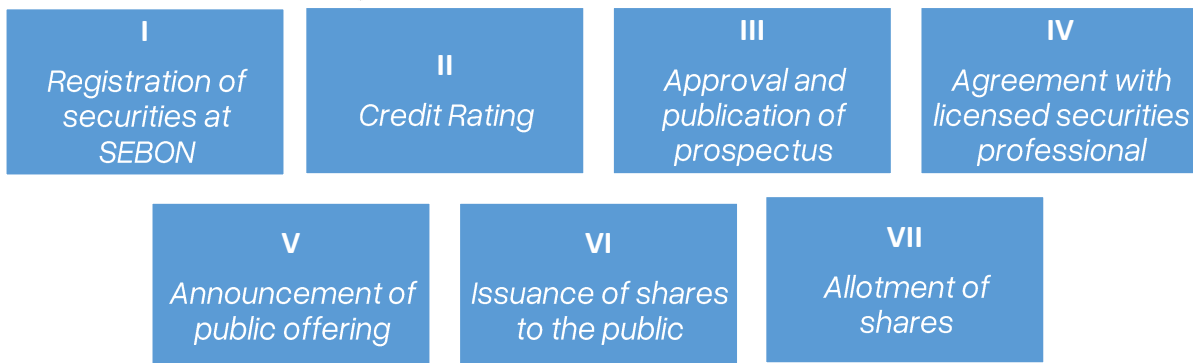 I
Registration of
securities at
SEBON
II
Credit Rating
III
Approval and
publication of
prospectus
IV
Agreement with
licensed securities
professional
V
Announcement of
public offering
VI
Issuance of shares
to the public
VII
Allotment of
shares